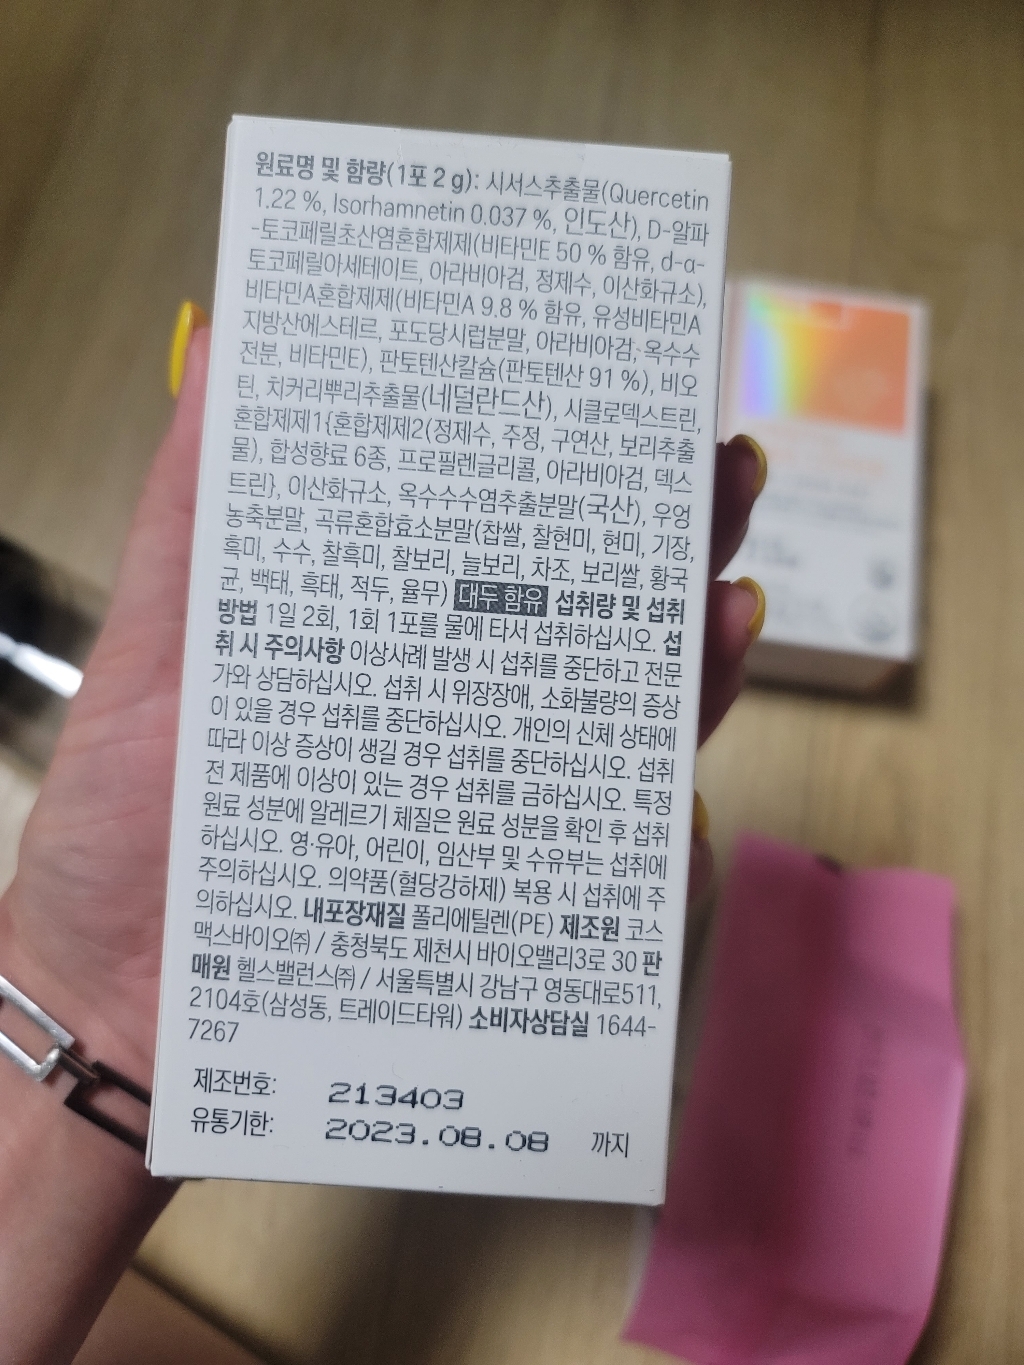 원료명 및 함량(1포 2 g): 시서스추출물(Quercetin
1.22 %, Isorhamnetin 0.037 %, 인도산), D-알파
-토코페릴초산염혼합제제(비타민E 50 % 함유, d-α-
토코페릴아세테이트, 아라비아검, 정제수, 이산화규소),
비타민A혼합제제(비타민A 9.8 % 함유, 유성비타민A
지방산에스테르, 포도당시럽분말, 아라비아검, 옥수수
전분, 비타민E), 판토텐산칼슘(판토텐산 91 %), 비오
틴, 치커리뿌리추출물(네덜란드산), 시클로덱스트린,
혼합제제1{혼합제제2(정제수, 주정, 구연산, 보리추출
물), 합성향료 6종, 프로필렌글리콜, 아라비아검, 덱스
트린}, 이산화규소, 옥수수수염추출분말(국산), 우엉
농축분말, 곡류혼합효소분말(찹쌀, 찰현미, 현미, 기장,
흑미, 수수, 찰흑미, 찰보리, 늘보리, 차조, 보리쌀, 황국
균, 백태, 흑태, 적두, 율무) 대두 함유 섭취량 및 섭취
방법 1일 2회, 1회 1포를 물에 타서 섭취하십시오. 섭
취 시 주의사항 이상사례 발생 시 섭취를 중단하고 전문
가와 상담하십시오. 섭취 시 위장장애, 소화불량의 증상
이 있을 경우 섭취를 중단하십시오. 개인의 신체 상태에
따라 이상 증상이 생길 경우 섭취를 중단하십시오. 섭취
전 제품에 이상이 있는 경우 섭취를 금하십시오. 특정
원료 성분에 알레르기 체질은 원료 성분을 확인 후 섭취
하십시오. 영·유아, 어린이, 임산부 및 수유부는 섭취에
주의하십시오. 의약품(혈당강하제) 복용 시 섭취에 주
의하십시오. 내포장재질 폴리에틸렌(PE) 제조원 코스
맥스바이오㈜ / 충청북도 제천시 바이오밸리3로 30 판
매원 헬스밸런스㈜ / 서울특별시 강남구 영동대로511,
2104호(삼성동, 트레이드타워) 소비자상담실 1644-
7267
제조번호: 213403
유통기한: 2023.08.08 까지